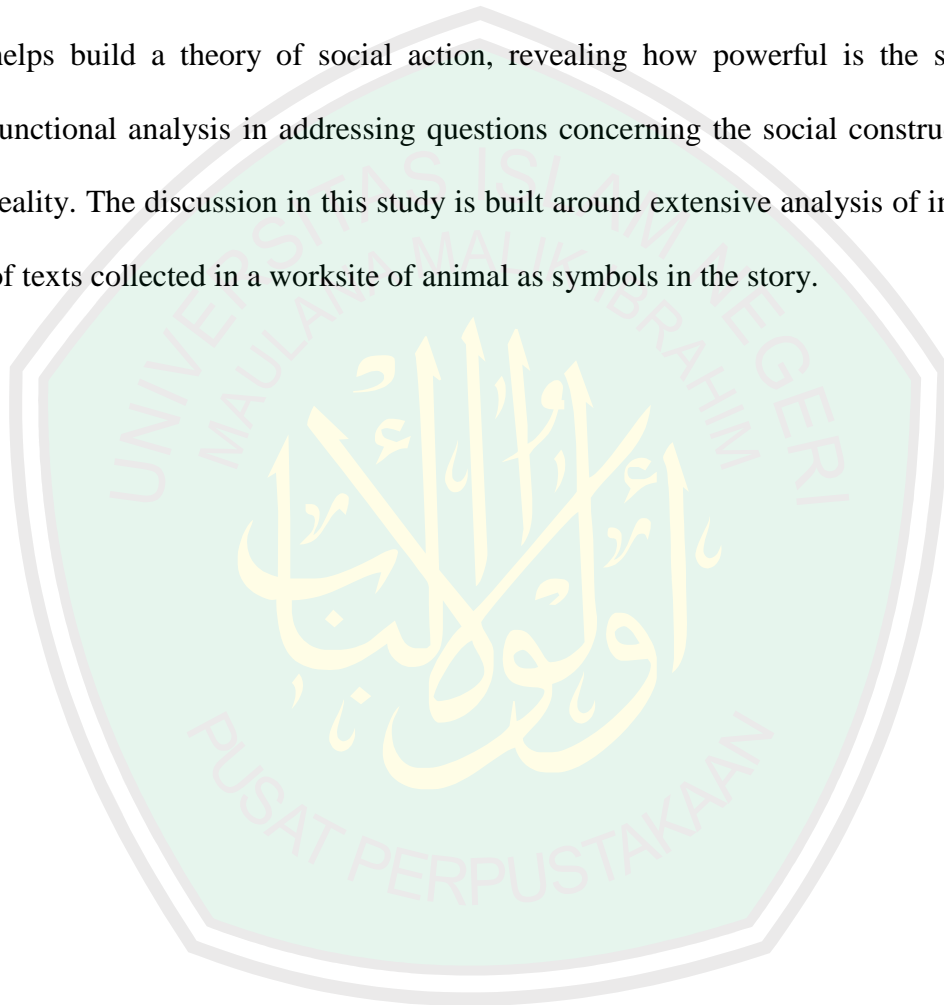 helps build a theory of social action, revealing how powerful is the s
unctional analysis in addressing questions concerning the social constru
eality. The discussion in this study is built around extensive analysis of in
of texts collected in a worksite of animal as symbols in the story.
UNIVERSITAS ISLAM NEGERI
MAULANA MALIK IBRAHIM
أولوا الألباب
PUSAT PERPUSTAKAAN